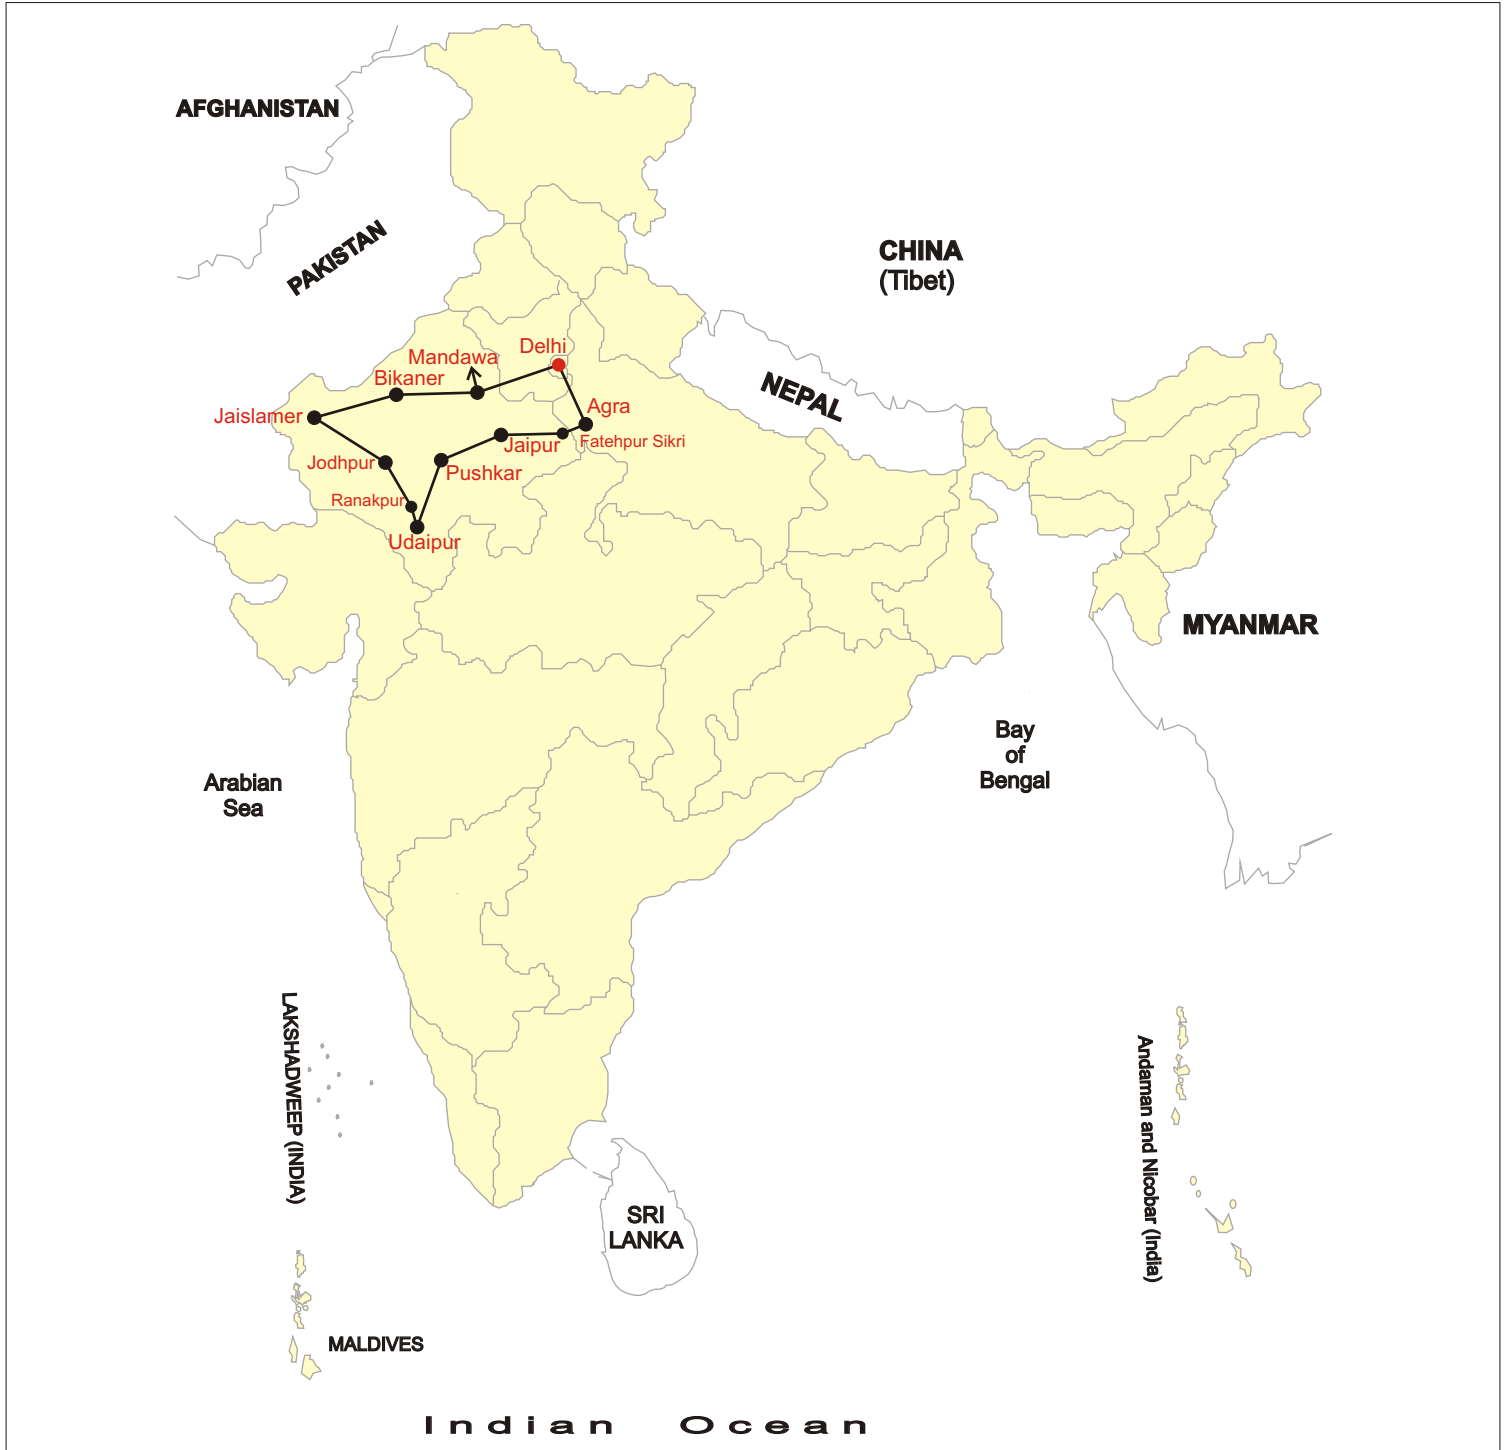 AFGHANISTAN
PAKISTAN
CHINA
(Tibet)
Delhi
Mandawa
Bikaner
NEPAL
Jaislamer
Agra
Fatehpur Sikri
Jaipur
Jodhpur
Pushkar
Ranakpur
Udaipur
MYANMAR
Bay
of
Bengal
Arabian
Sea
LAKSHADWEEP (INDIA)
Andaman and Nicobar (India)
SRI
LANKA
MALDIVES
Indian Ocean